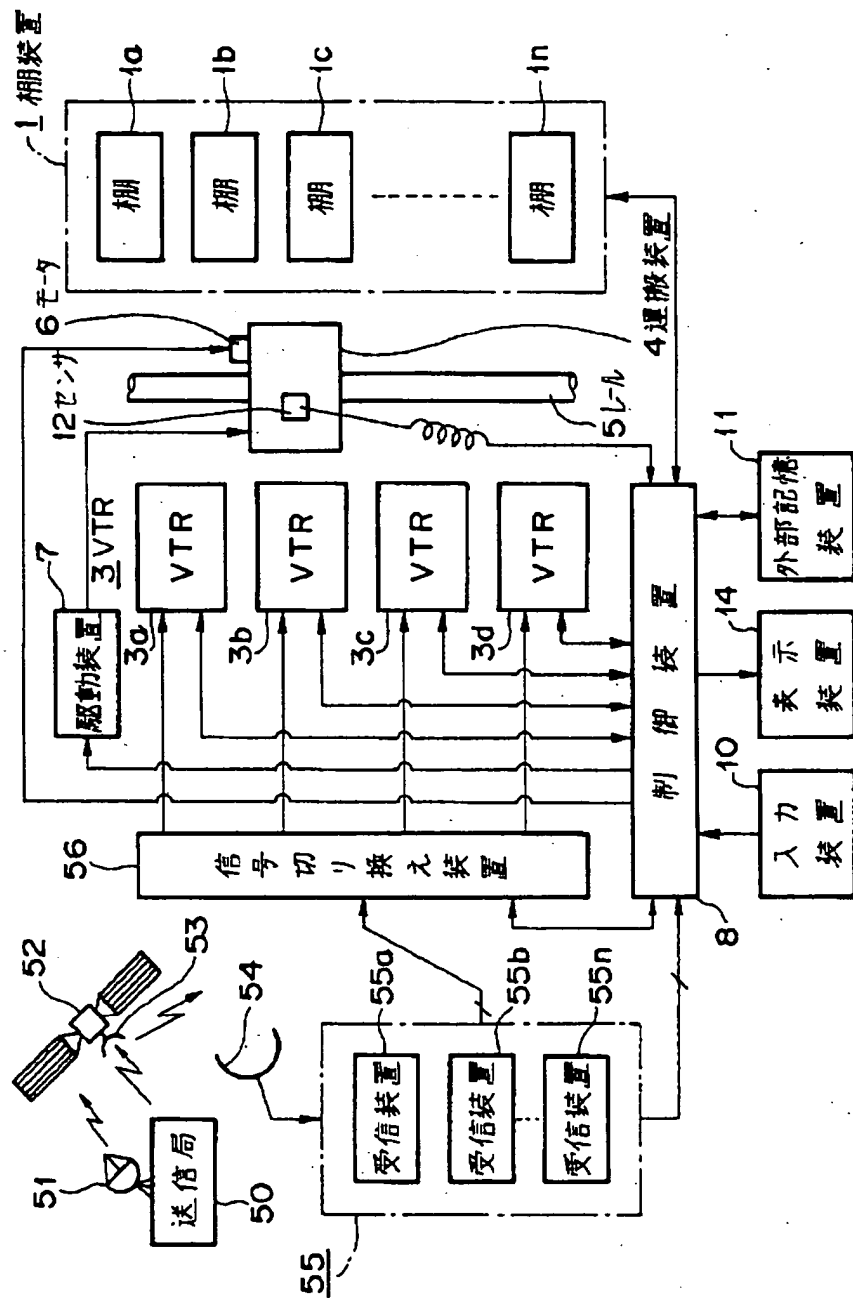 50
送信局
51
52
53
54
55
55a
受信装置
55b
受信装置
55n
受信装置
56
信号切り換え装置
7
駆動装置
3 VTR
3a
VTR
3b
VTR
3c
VTR
3d
VTR
12 センサ
6 モータ
4 運搬装置
5 レール
1 棚装置
1a
棚
1b
棚
1c
棚
1n
棚
8
制御装置
10
入力
装置
14
表示
装置
11
外部記憶
装置